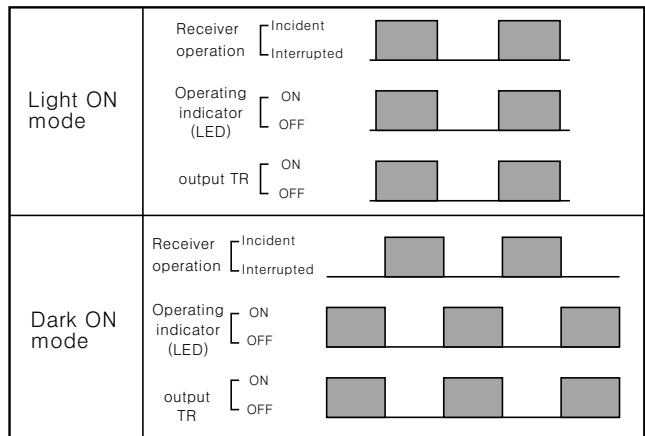 Light ON
mode
Receiver
operation
Incident
Interrupted
Operating
indicator
(LED)
ON
OFF
output TR
ON
OFF
Dark ON
mode
Receiver
operation
Incident
Interrupted
Operating
indicator
(LED)
ON
OFF
output
TR
ON
OFF